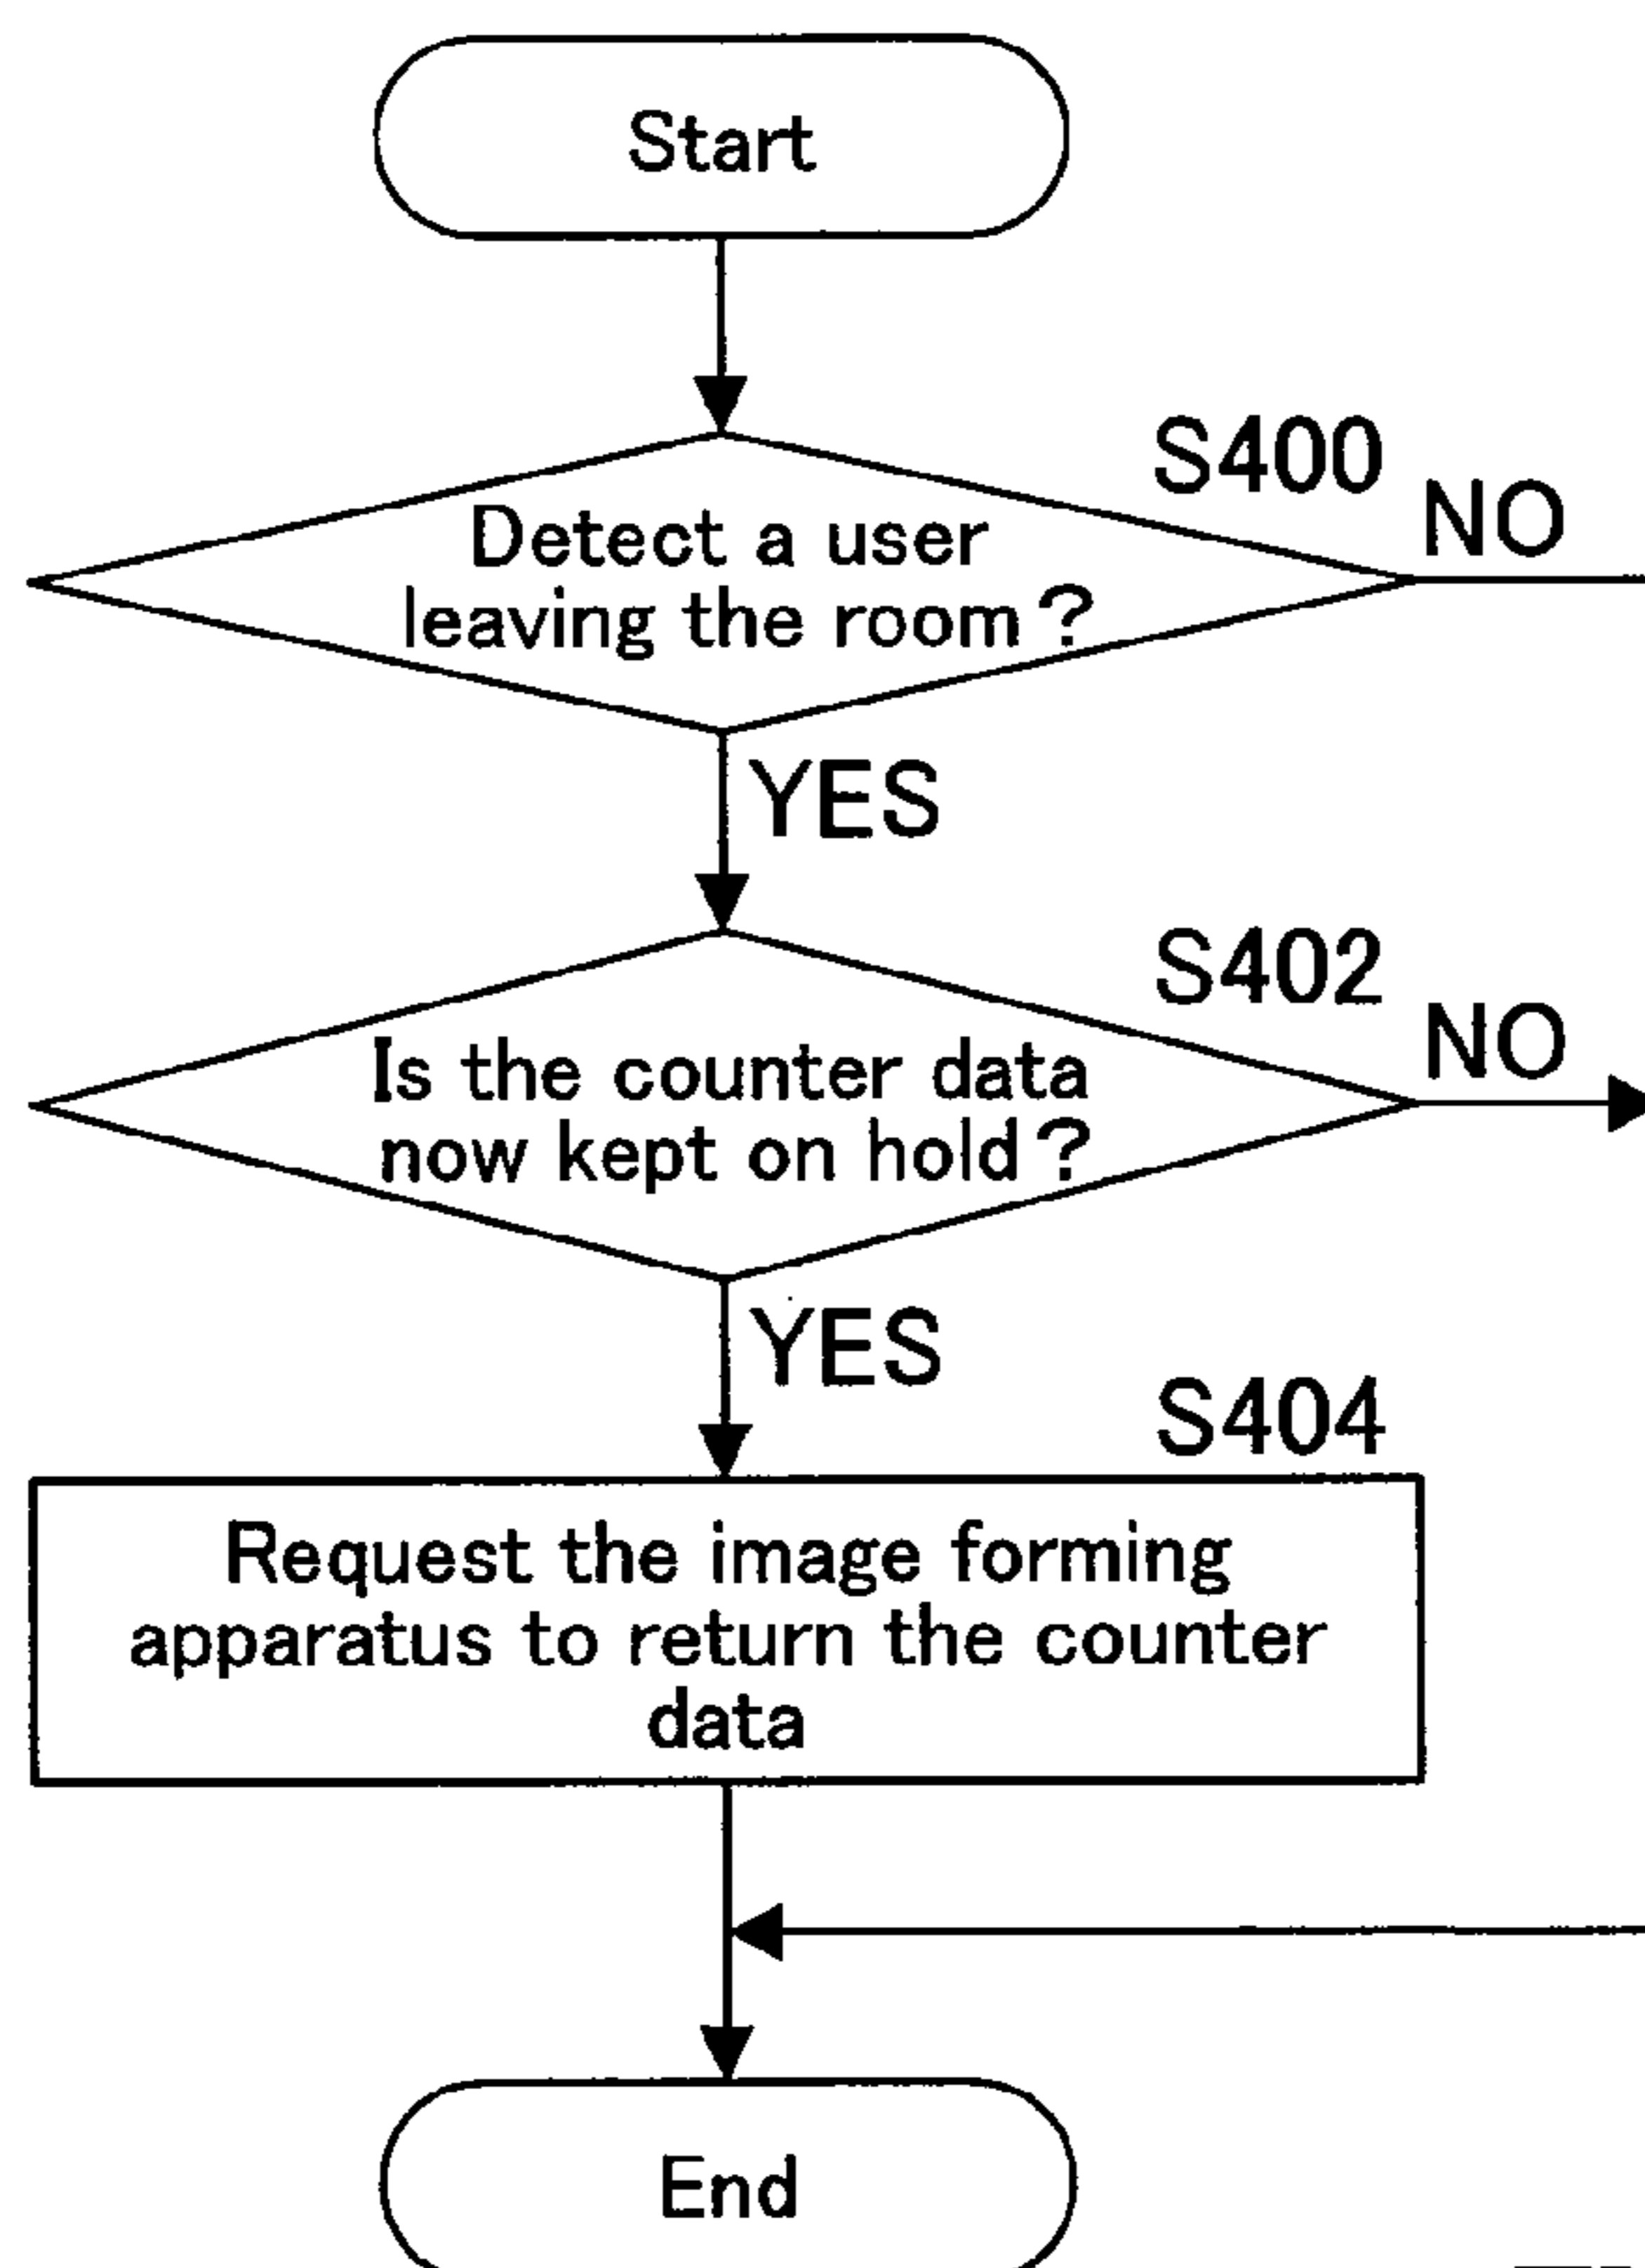 Start
S400
NO
Detect a user
leaving the room?
YES
S402
NO
Is the counter data
now kept on hold?
YES
S404
Request the image forming
apparatus to return the counter
data
End